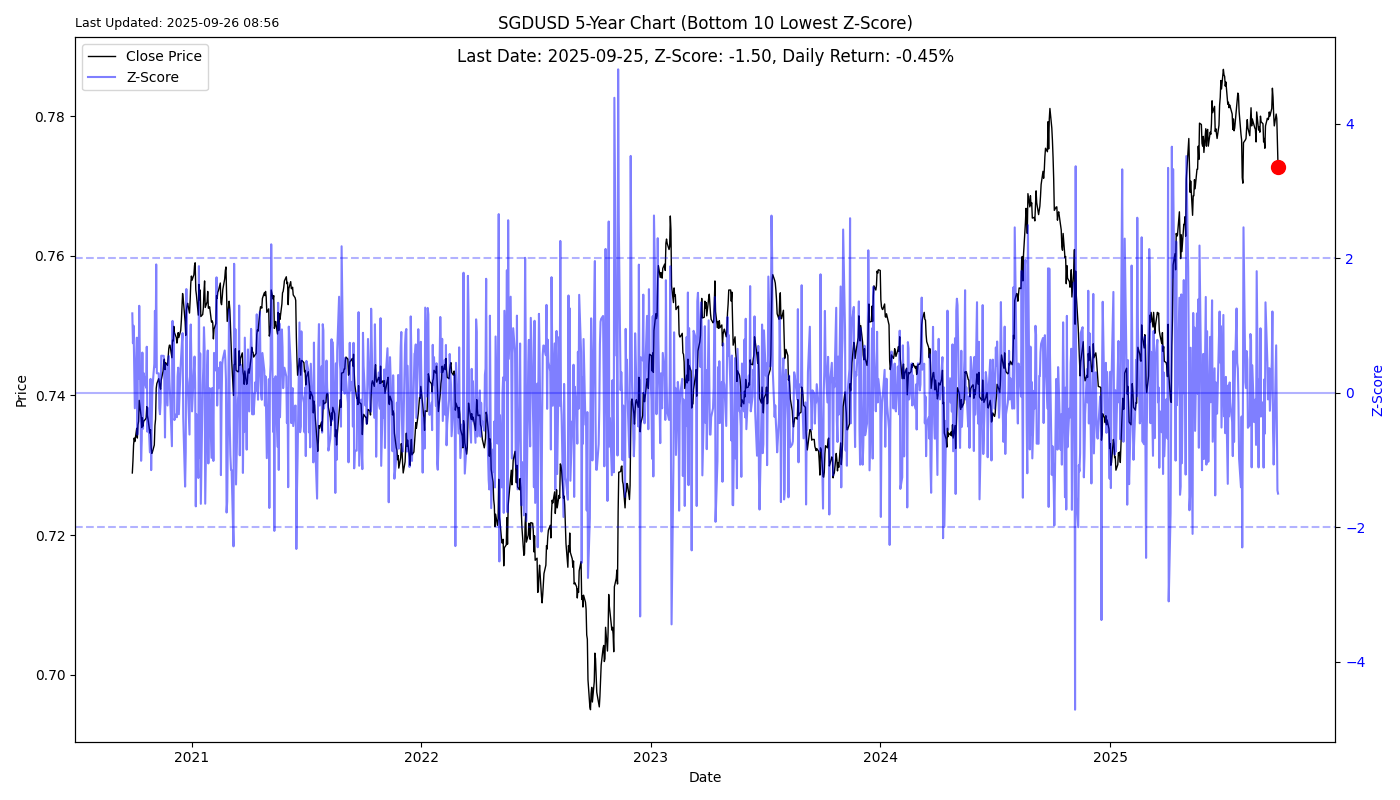 Last Updated: 2025-09-26 08:56
SGDUSD 5-Year Chart (Bottom 10 Lowest Z-Score)
Last Date: 2025-09-25, Z-Score: -1.50, Daily Return: -0.45%
Close Price
Z-Score
0.78
0.76
0.74
0.72
0.70
Price
4
2
0
−2
−4
Z-Score
2021
2022
2023
2024
2025
Date